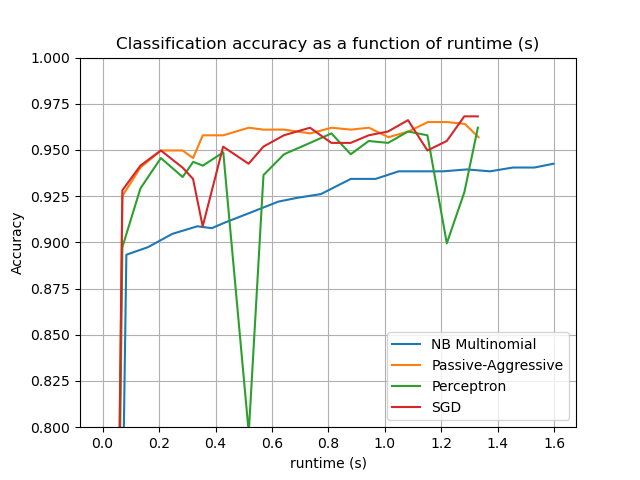 Classification accuracy as a function of runtime (s)
1.000
0.975
0.950
0.925
0.900
0.875
0.850
0.825
0.800
Accuracy
NB Multinomial
Passive-Aggressive
Perceptron
SGD
0.0 0.2 0.4 0.6 0.8 1.0 1.2 1.4 1.6
runtime (s)